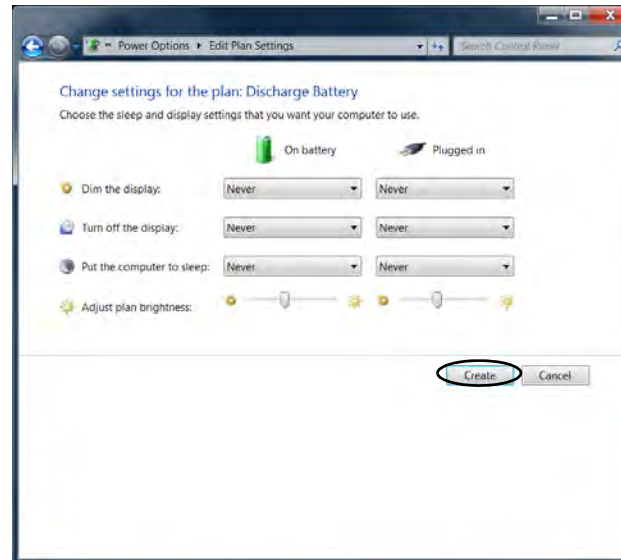 Power Options Edit Plan Settings Search Control Panel
Change settings for the plan: Discharge Battery
Choose the sleep and display settings that you want your computer to use.
On battery Plugged in
Dim the display: Never Never
Turn off the display: Never Never
Put the computer to sleep: Never Never
Adjust plan brightness:
Create Cancel